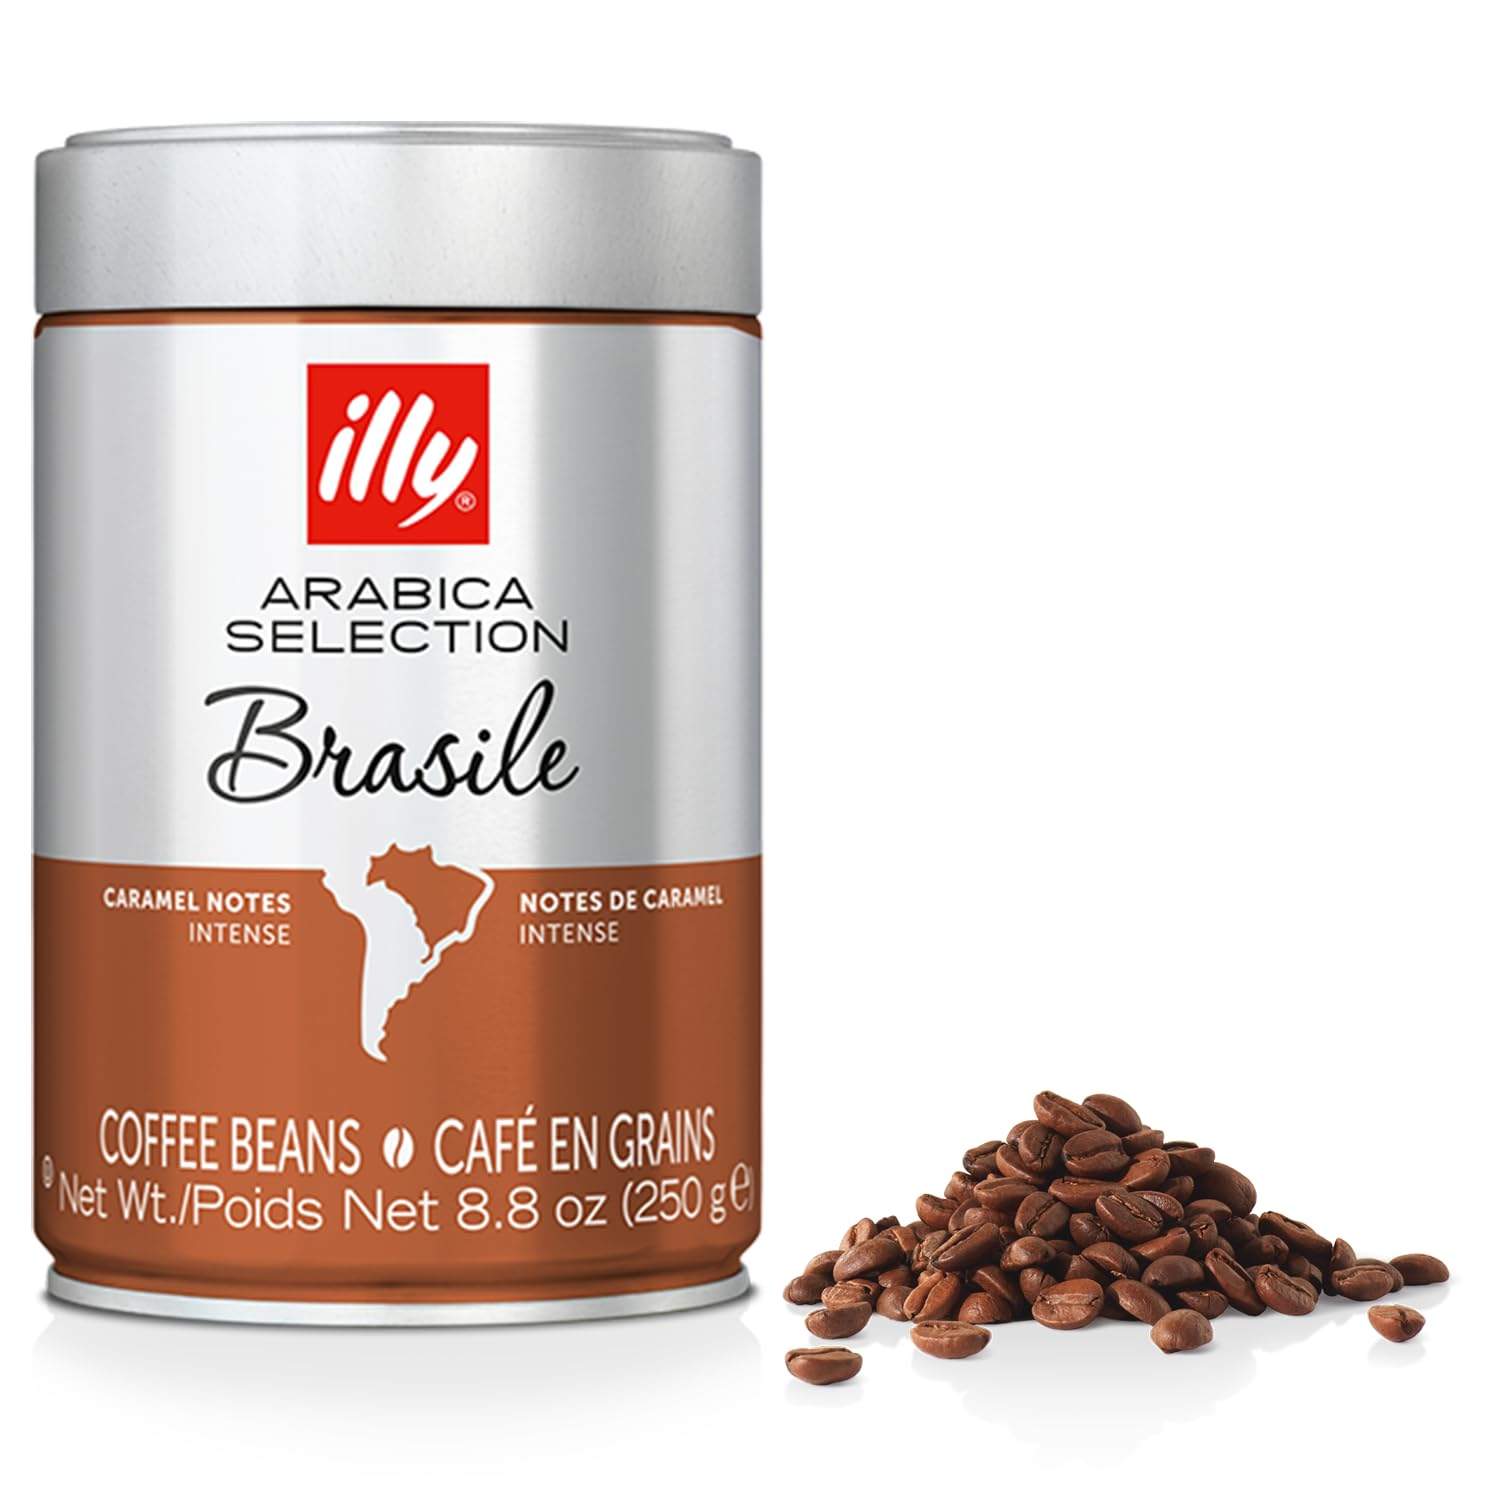 illy®
ARABICA
SELECTION
Brasile
CARAMEL NOTES
INTENSE
NOTES DE CARAMEL
INTENSE
COFFEE BEANS CAFÉ EN GRAINS
Net Wt./Poids Net 8.8 oz (250 g ℮)